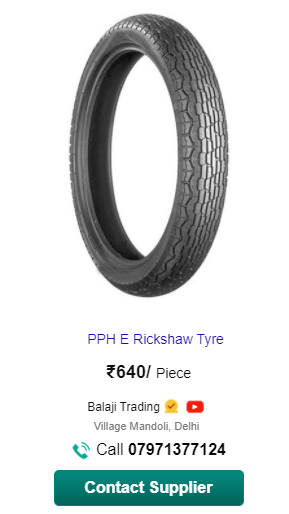 PPH E Rickshaw Tyre
₹640/ Piece
Balaji Trading
Village Mandoli, Delhi
Call 07971377124
Contact Supplier